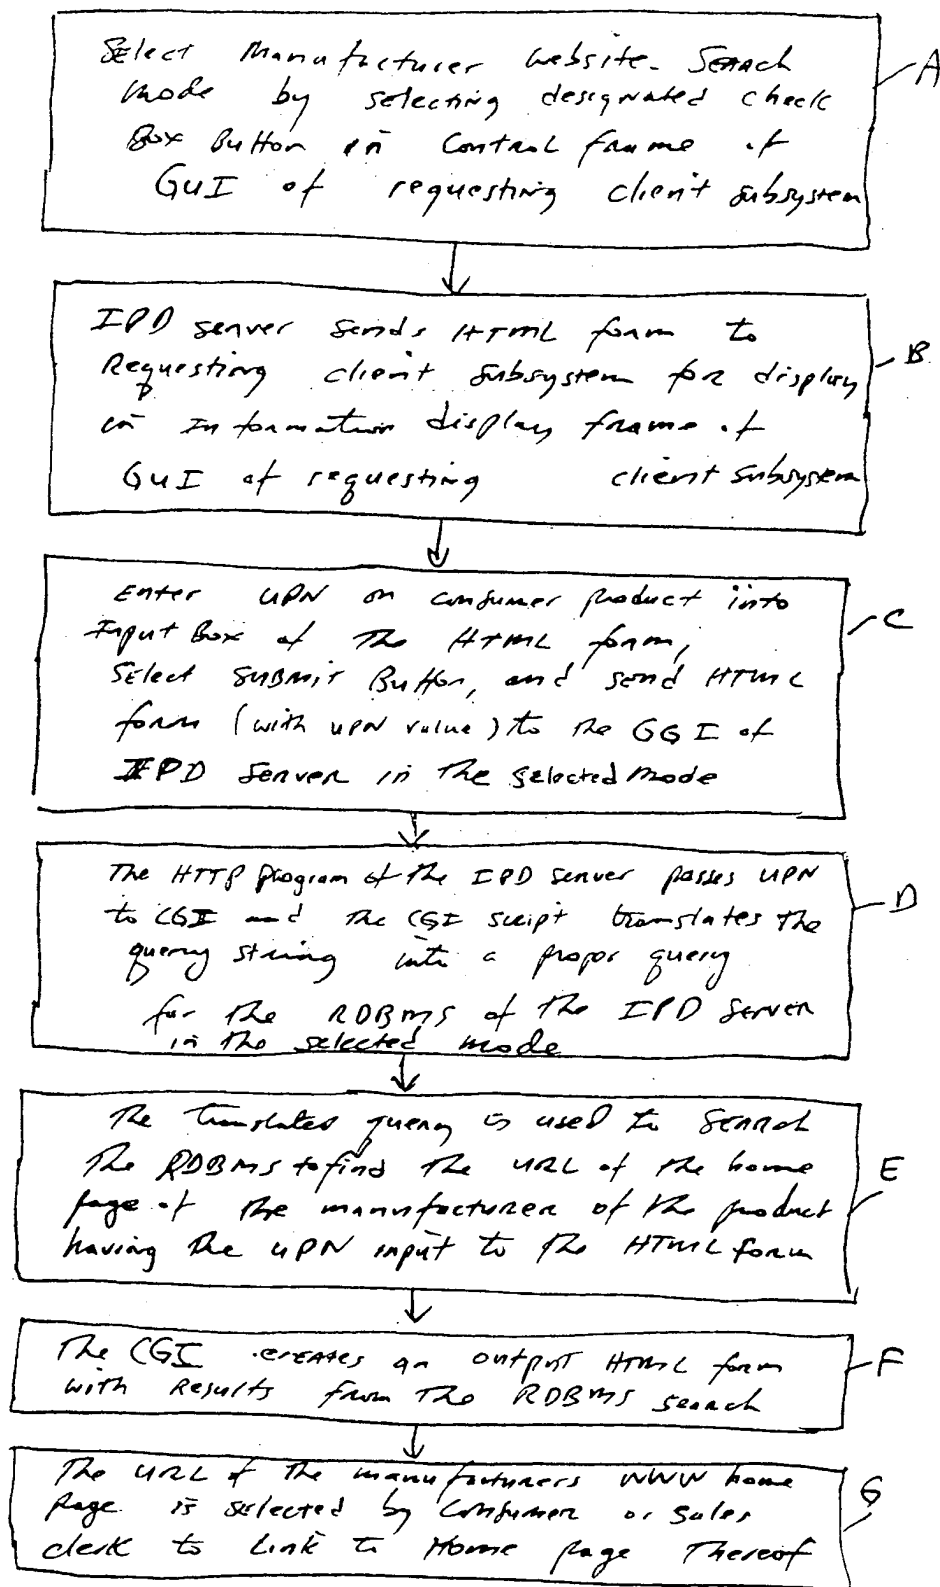 Select Manufacturer Website Search
Mode by selecting designated check
Box Button in Control frame of
GUI of requesting client subsystem
A
IPD server sends HTML form to
Requesting client subsystem for display
in Information display frame of
GUI of requesting client subsystem
B
Enter UPN on consumer product into
Input Box of the HTML form,
Select SUBMIT Button, and send HTML
form (with UPN value) to the GGI of
IPD Server in the selected mode
C
The HTTP program of the IPD server passes UPN
to CGI and the CGI script translates the
query string into a proper query
for the RDBMS of the IPD Server
in the selected mode
D
The translated query is used to Search
The RDBMS to find the URL of the home
page of the manufacturer of the product
having the UPN input to the HTML form
E
The CGI creates an output HTML form
with Results from the RDBMS search
F
The URL of the manufacturers WWW home
Page is selected by Consumer or sales
clerk to Link to Home page Thereof
G